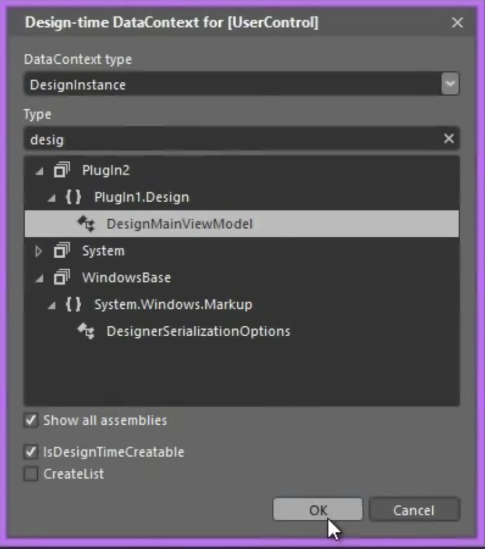 Design-time DataContext for [UserControl]
DataContext type
DesignInstance
Type
desig
PlugIn2
{ } PlugIn1.Design
DesignMainViewModel
System
WindowsBase
{ } System.Windows.Markup
DesignerSerializationOptions
Show all assemblies
IsDesignTimeCreatable
CreateList
OK Cancel